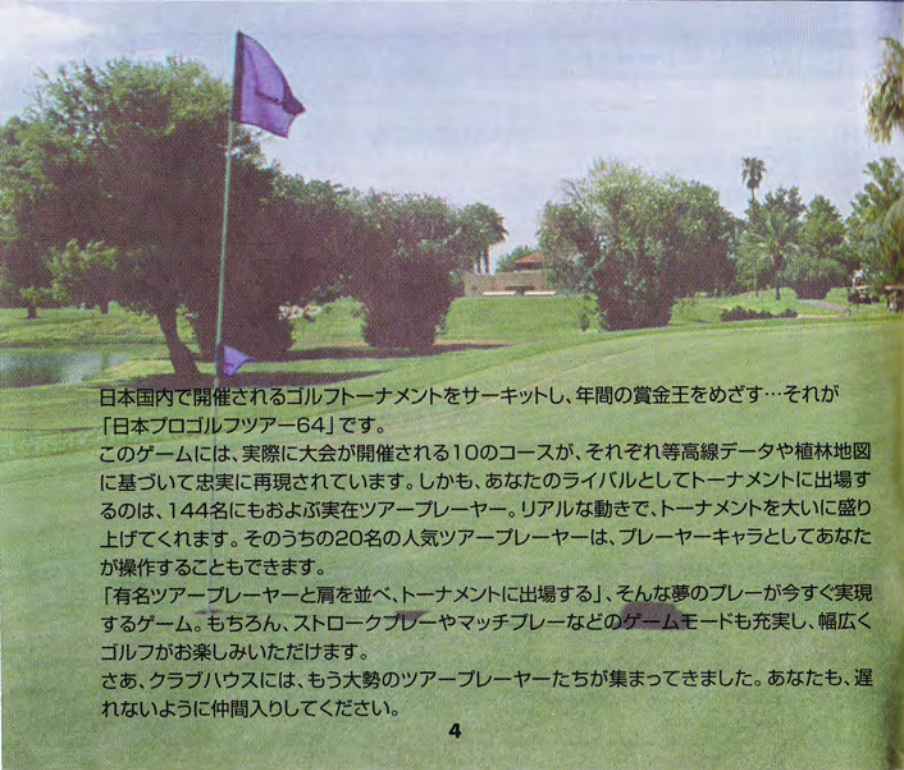 日本国内で開催されるゴルフトーナメントをサーキットし、年間の賞金王をめざす…それが
「日本プロゴルフツアー64」です。
このゲームには、実際に大会が開催される10のコースが、それぞれ等高線データや植林地図
に基づいて忠実に再現されています。しかも、あなたのライバルとしてトーナメントに出場す
るのは、144名にもおよぶ実在ツアープレーヤー。リアルな動きで、トーナメントを大いに盛り
上げてくれます。そのうちの20名の人気ツアープレーヤーは、プレーヤーキャラとしてあなた
が操作することもできます。
「有名ツアープレーヤーと肩を並べ、トーナメントに出場する」、そんな夢のプレーが今すぐ実現
するゲーム。もちろん、ストロークプレーやマッチプレーなどのゲームモードも充実し、幅広く
ゴルフがお楽しみいただけます。
さあ、クラブハウスには、もう大勢のツアープレーヤーたちが集まってきました。あなたも、遅
れないように仲間入りしてください。
4